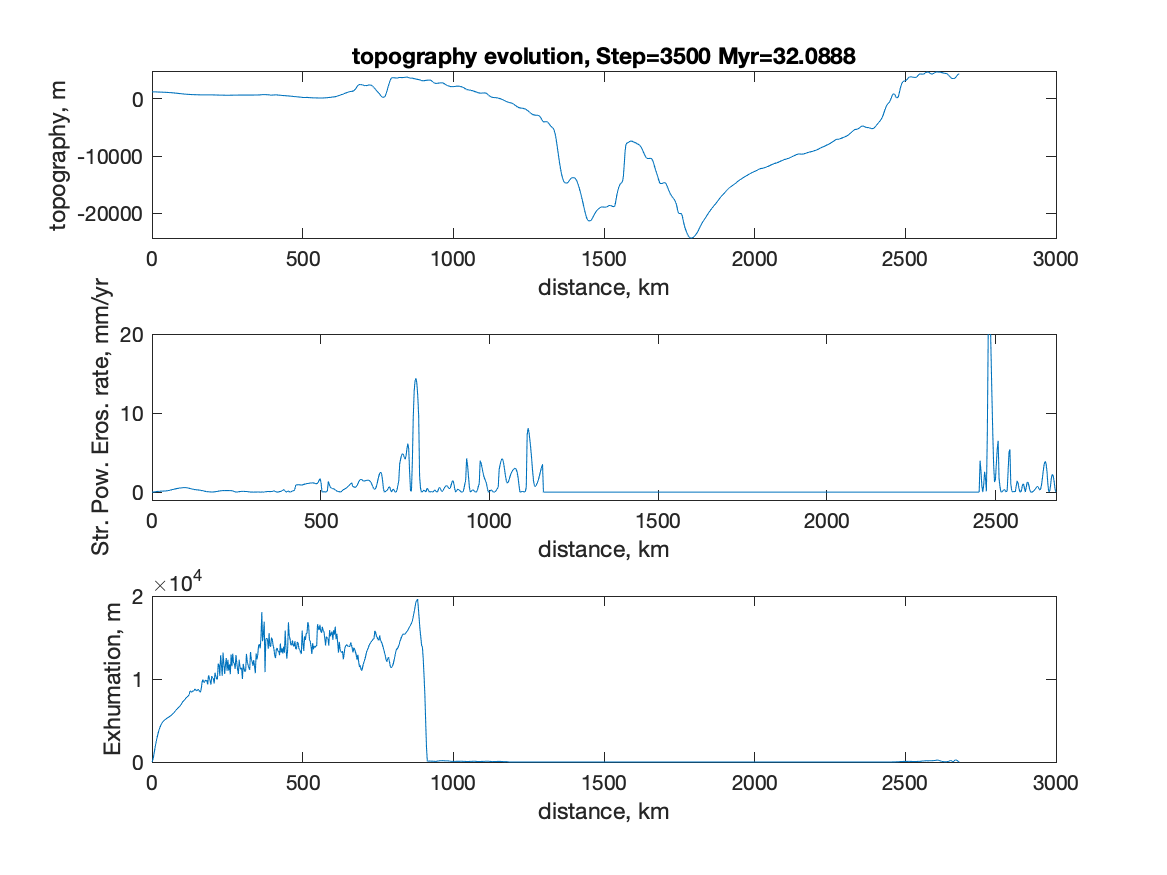 topography evolution, Step=3500 Myr=32.0888
topography, m
0
-10000
-20000
0 500 1000 1500 2000 2500 3000
distance, km
Str. Pow. Eros. rate, mm/yr
20
10
0
0 500 1000 1500 2000 2500
distance, km
Exhumation, m
×10⁴
2
1
0
0 500 1000 1500 2000 2500 3000
distance, km